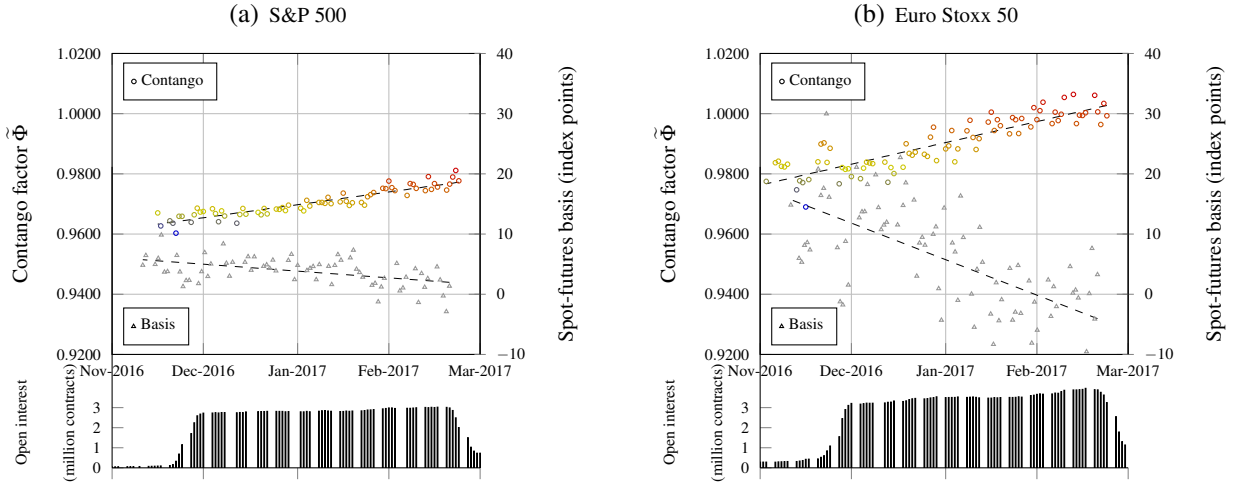 (a) S&P 500
1.0200
1.0000
0.9800
0.9600
0.9400
0.9200
Contango factor Φ̃
40
30
20
10
0
−10
Spot-futures basis (index points)
Contango
Basis
Nov-2016 Dec-2016 Jan-2017 Feb-2017 Mar-2017
Open interest
(million contracts)
3
2
1
0
(b) Euro Stoxx 50
1.0200
1.0000
0.9800
0.9600
0.9400
0.9200
Contango factor Φ̃
40
30
20
10
0
−10
Spot-futures basis (index points)
Contango
Basis
Nov-2016 Dec-2016 Jan-2017 Feb-2017 Mar-2017
Open interest
(million contracts)
3
2
1
0